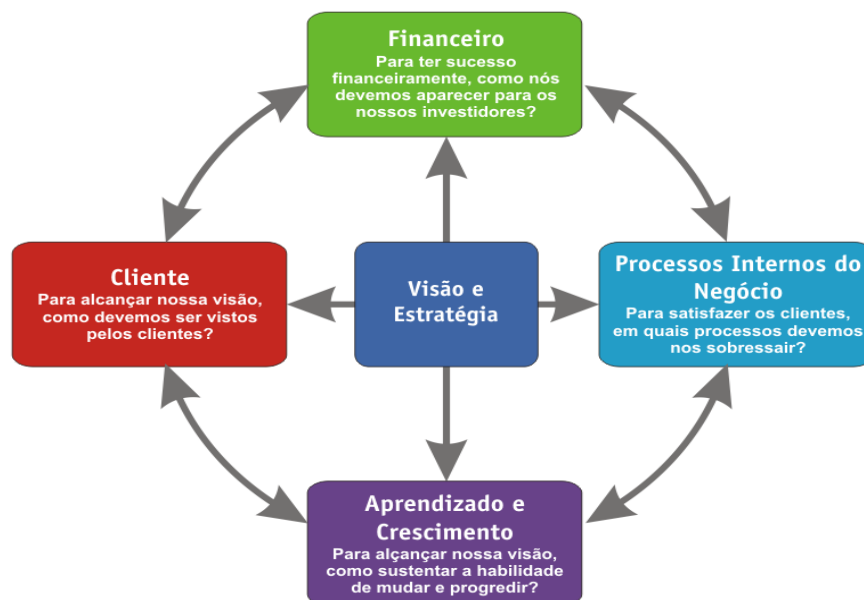 Financeiro
Para ter sucesso
financeiramente, como nós
devemos aparecer para os
nossos investidores?
Cliente
Para alcançar nossa visão,
como devemos ser vistos
pelos clientes?
Visão e
Estratégia
Processos Internos do
Negócio
Para satisfazer os clientes,
em quais processos devemos
nos sobressair?
Aprendizado e
Crescimento
Para alçançar nossa visão,
como sustentar a habilidade
de mudar e progredir?